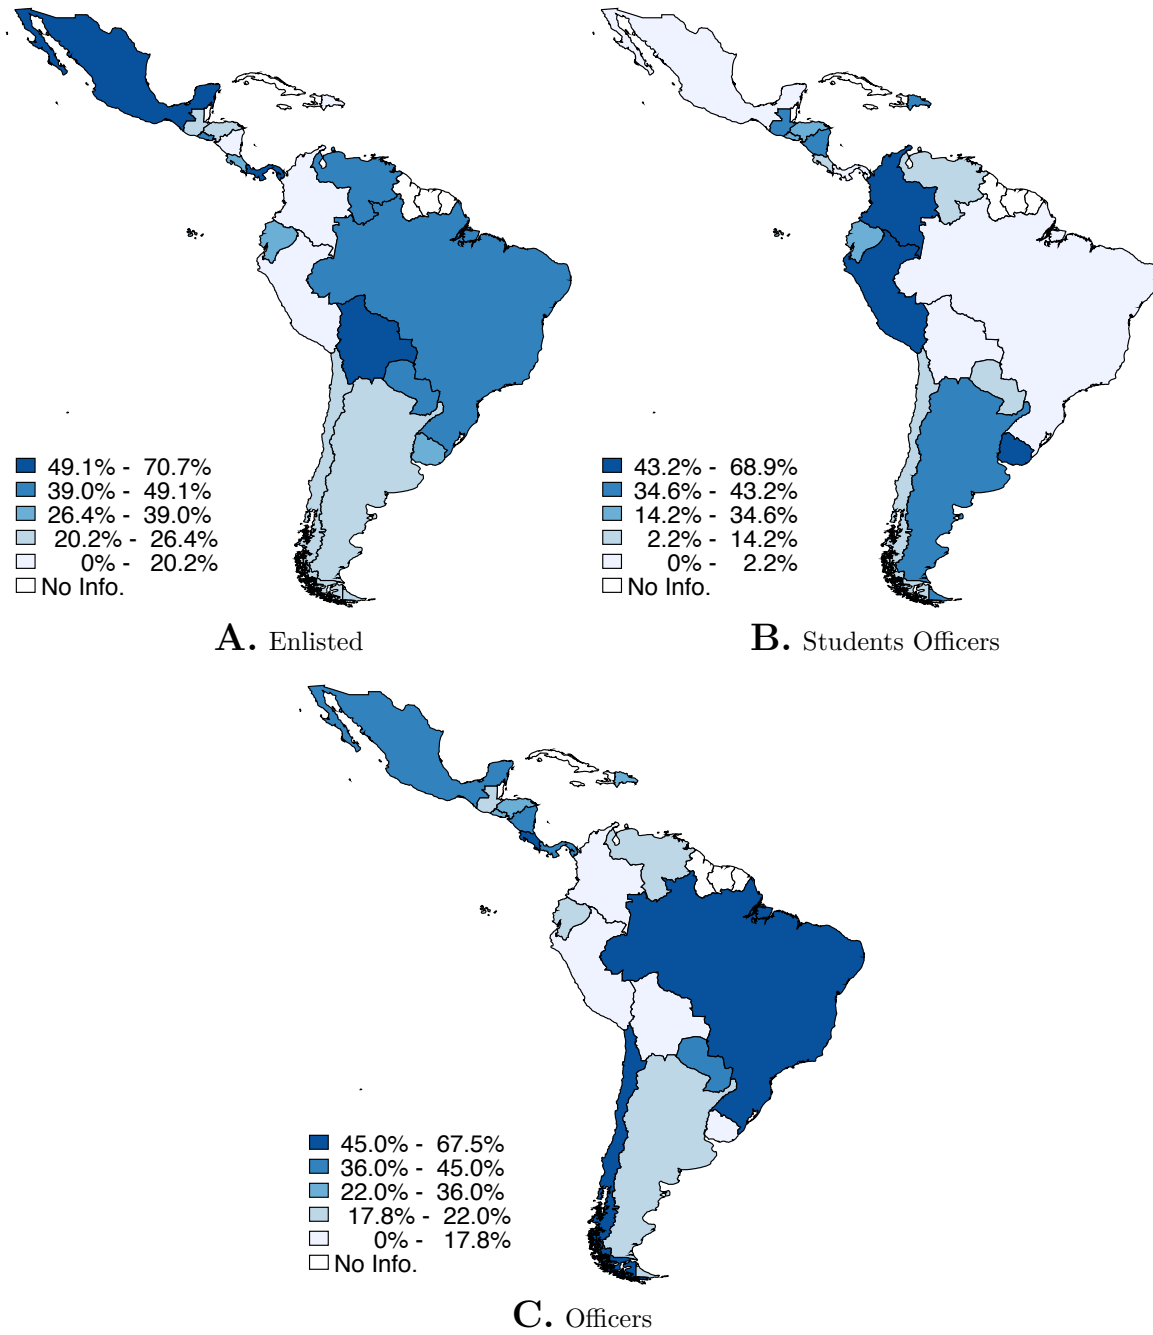 49.1% - 70.7%
39.0% - 49.1%
26.4% - 39.0%
20.2% - 26.4%
0% - 20.2%
No Info.
A. Enlisted
43.2% - 68.9%
34.6% - 43.2%
14.2% - 34.6%
2.2% - 14.2%
0% - 2.2%
No Info.
B. Students Officers
45.0% - 67.5%
36.0% - 45.0%
22.0% - 36.0%
17.8% - 22.0%
0% - 17.8%
No Info.
C. Officers